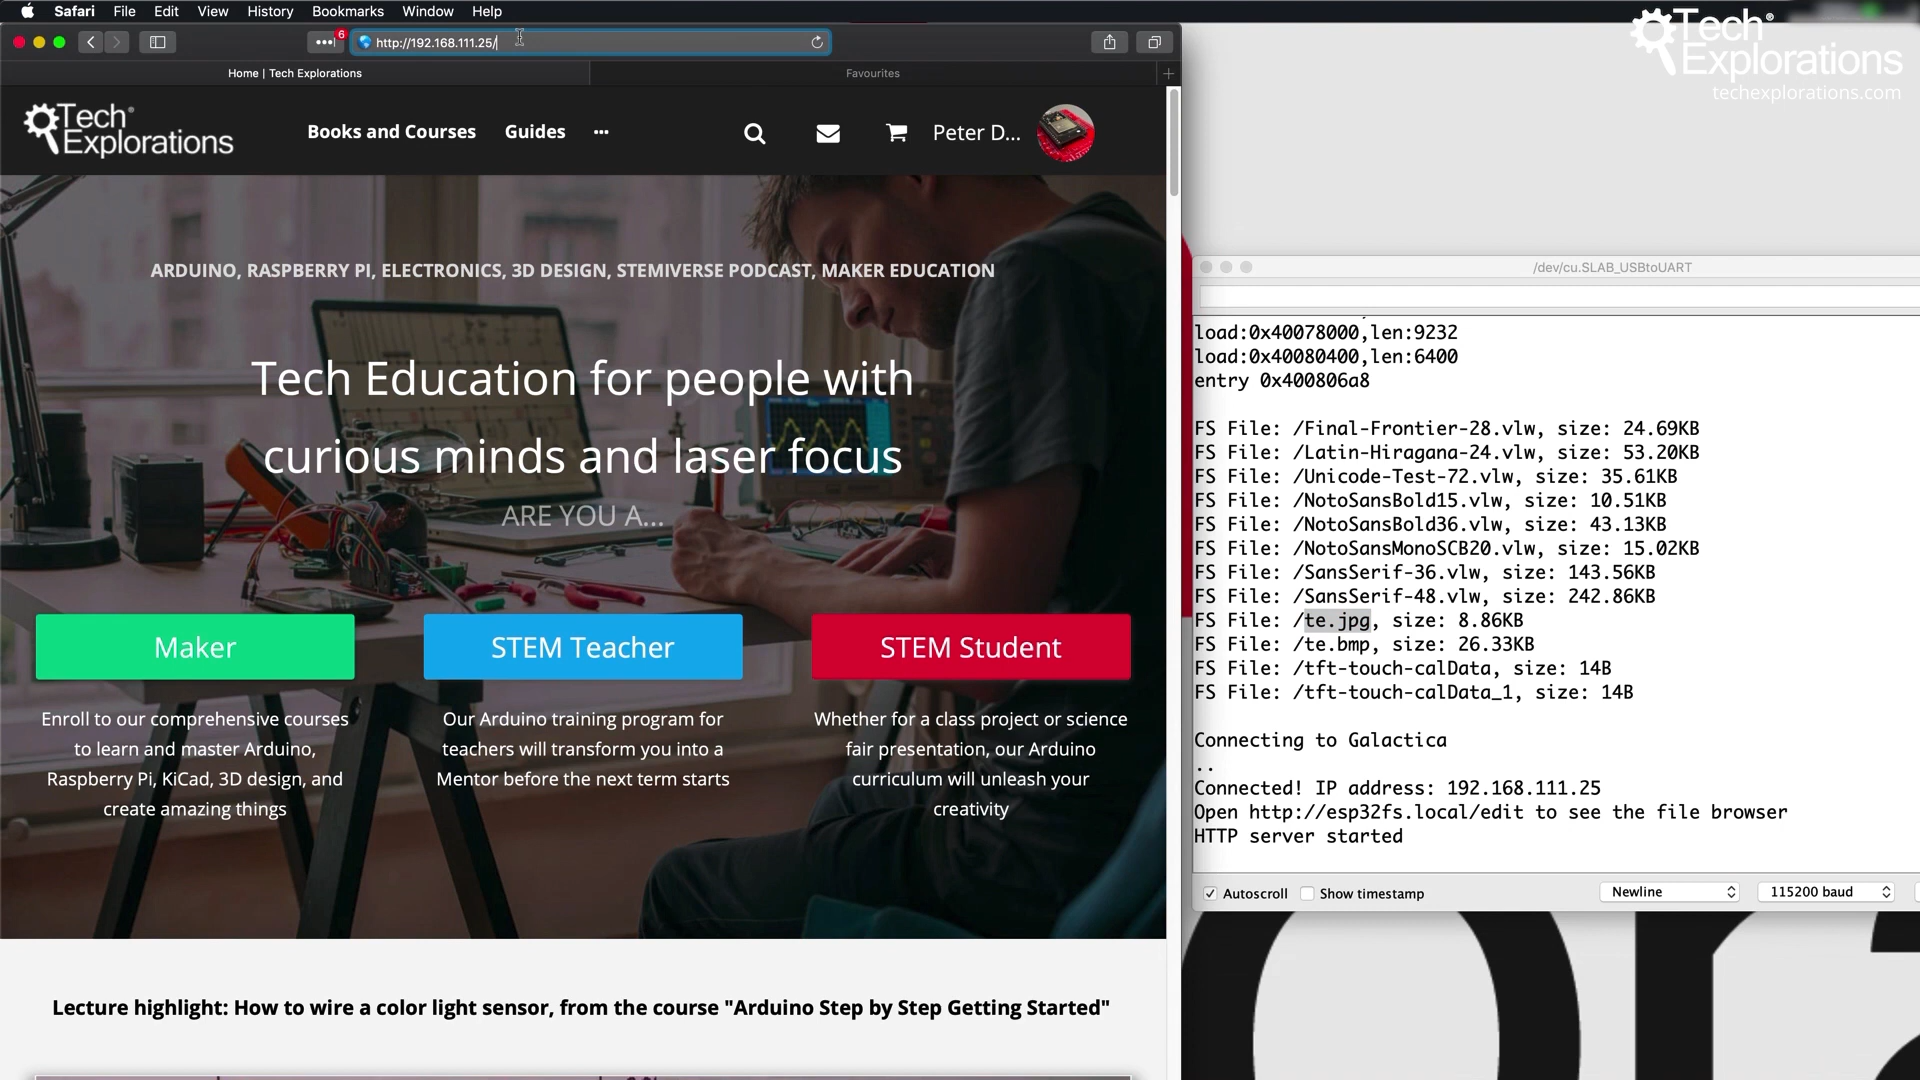 Safari File Edit View History Bookmarks Window Help
6
http://192.168.111.25/
Home | Tech Explorations
Favourites
Tech® Explorations
Books and Courses
Guides
Peter D...
ARDUINO, RASPBERRY PI, ELECTRONICS, 3D DESIGN, STEMIVERSE PODCAST, MAKER EDUCATION
Tech Education for people with
curious minds and laser focus
ARE YOU A...
Maker
STEM Teacher
STEM Student
Enroll to our comprehensive courses
to learn and master Arduino,
Raspberry Pi, KiCad, 3D design, and
create amazing things
Our Arduino training program for
teachers will transform you into a
Mentor before the next term starts
Whether for a class project or science
fair presentation, our Arduino
curriculum will unleash your
creativity
Lecture highlight: How to wire a color light sensor, from the course "Arduino Step by Step Getting Started"
Tech®
Explorations
techexplorations.com
/dev/cu.SLAB_USBtoUART
load:0x40078000,len:9232
load:0x40080400,len:6400
entry 0x400806a8
FS File: /Final-Frontier-28.vlw, size: 24.69KB
FS File: /Latin-Hiragana-24.vlw, size: 53.20KB
FS File: /Unicode-Test-72.vlw, size: 35.61KB
FS File: /NotoSansBold15.vlw, size: 10.51KB
FS File: /NotoSansBold36.vlw, size: 43.13KB
FS File: /NotoSansMonoSCB20.vlw, size: 15.02KB
FS File: /SansSerif-36.vlw, size: 143.56KB
FS File: /SansSerif-48.vlw, size: 242.86KB
FS File: /te.jpg, size: 8.86KB
FS File: /te.bmp, size: 26.33KB
FS File: /tft-touch-calData, size: 14B
FS File: /tft-touch-calData_1, size: 14B
Connecting to Galactica
..
Connected! IP address: 192.168.111.25
Open http://esp32fs.local/edit to see the file browser
HTTP server started
Autoscroll
Show timestamp
Newline
115200 baud